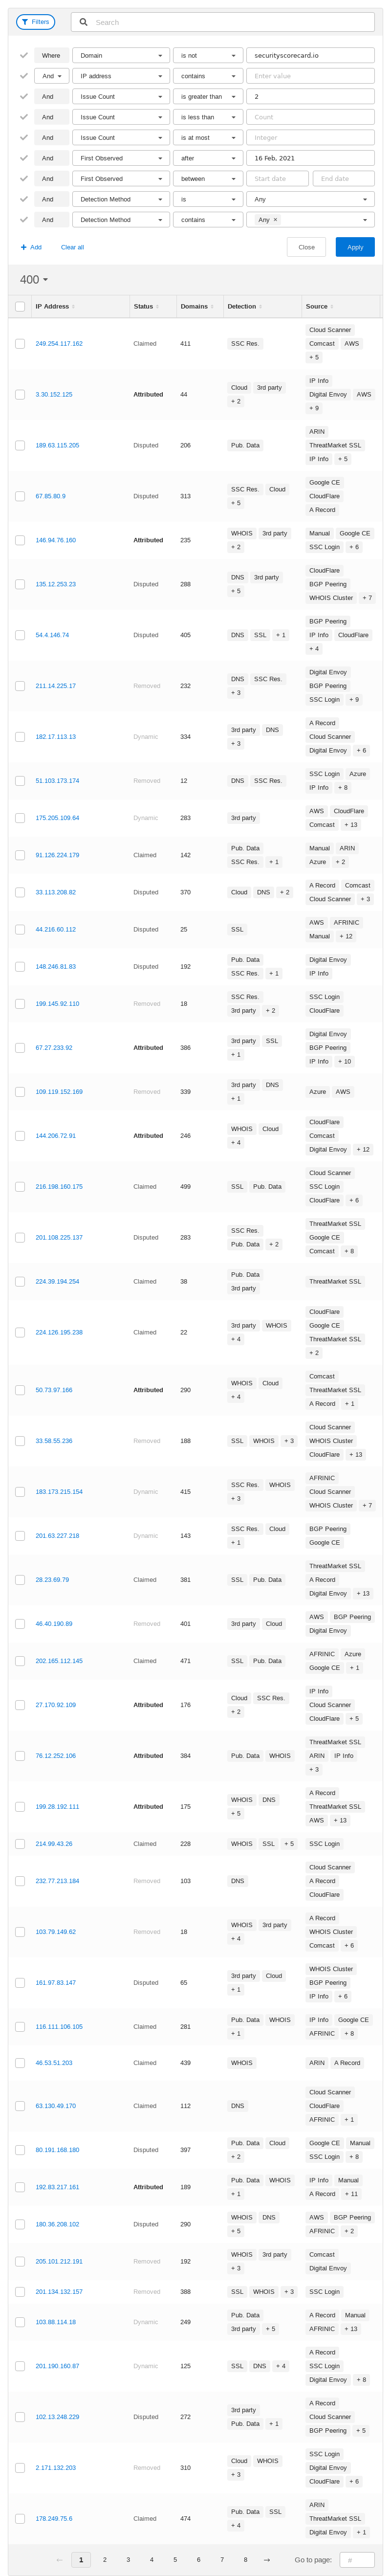 Filters Search
Where Domain is not securityscorecard.io
And IP address contains Enter value
And Issue Count is greater than 2
And Issue Count is less than Count
And Issue Count is at most Integer
And First Observed after 16 Feb, 2021
And First Observed between Start date End date
And Detection Method is Any
And Detection Method contains Any ×
+ Add Clear all Close Apply
400
IP Address Status Domains Detection Source
249.254.117.162 Claimed 411 SSC Res. Cloud Scanner Comcast AWS + 5
3.30.152.125 Attributed 44 Cloud 3rd party + 2 IP Info Digital Envoy AWS + 9
189.63.115.205 Disputed 206 Pub. Data ARIN ThreatMarket SSL IP Info + 5
67.85.80.9 Disputed 313 SSC Res. Cloud + 5 Google CE CloudFlare A Record
146.94.76.160 Attributed 235 WHOIS 3rd party + 2 Manual Google CE SSC Login + 6
135.12.253.23 Disputed 288 DNS 3rd party + 5 CloudFlare BGP Peering WHOIS Cluster + 7
54.4.146.74 Disputed 405 DNS SSL + 1 BGP Peering IP Info CloudFlare + 4
211.14.225.17 Removed 232 DNS SSC Res. + 3 Digital Envoy BGP Peering SSC Login + 9
182.17.113.13 Dynamic 334 3rd party DNS + 3 A Record Cloud Scanner Digital Envoy + 6
51.103.173.174 Removed 12 DNS SSC Res. SSC Login Azure IP Info + 8
175.205.109.64 Dynamic 283 3rd party AWS CloudFlare Comcast + 13
91.126.224.179 Claimed 142 Pub. Data SSC Res. + 1 Manual ARIN Azure + 2
33.113.208.82 Disputed 370 Cloud DNS + 2 A Record Comcast Cloud Scanner + 3
44.216.60.112 Disputed 25 SSL AWS AFRINIC Manual + 12
148.246.81.83 Disputed 192 Pub. Data SSC Res. + 1 Digital Envoy IP Info
199.145.92.110 Removed 18 SSC Res. 3rd party + 2 SSC Login CloudFlare
67.27.233.92 Attributed 386 3rd party SSL + 1 Digital Envoy BGP Peering IP Info + 10
109.119.152.169 Removed 339 3rd party DNS + 1 Azure AWS
144.206.72.91 Attributed 246 WHOIS Cloud + 4 CloudFlare Comcast Digital Envoy + 12
216.198.160.175 Claimed 499 SSL Pub. Data Cloud Scanner SSC Login CloudFlare + 6
201.108.225.137 Disputed 283 SSC Res. Pub. Data + 2 ThreatMarket SSL Google CE Comcast + 8
224.39.194.254 Claimed 38 Pub. Data 3rd party ThreatMarket SSL
224.126.195.238 Claimed 22 3rd party WHOIS + 4 CloudFlare Google CE ThreatMarket SSL + 2
50.73.97.166 Attributed 290 WHOIS Cloud + 4 Comcast ThreatMarket SSL A Record + 1
33.58.55.236 Removed 188 SSL WHOIS + 3 Cloud Scanner WHOIS Cluster CloudFlare + 13
183.173.215.154 Dynamic 415 SSC Res. WHOIS + 3 AFRINIC Cloud Scanner WHOIS Cluster + 7
201.63.227.218 Dynamic 143 SSC Res. Cloud + 1 BGP Peering Google CE
28.23.69.79 Claimed 381 SSL Pub. Data ThreatMarket SSL A Record Digital Envoy + 13
46.40.190.89 Removed 401 3rd party Cloud AWS BGP Peering Digital Envoy
202.165.112.145 Claimed 471 SSL Pub. Data AFRINIC Azure Google CE + 1
27.170.92.109 Attributed 176 Cloud SSC Res. + 2 IP Info Cloud Scanner CloudFlare + 5
76.12.252.106 Attributed 384 Pub. Data WHOIS ThreatMarket SSL ARIN IP Info + 3
199.28.192.111 Attributed 175 WHOIS DNS + 5 A Record ThreatMarket SSL AWS + 13
214.99.43.26 Claimed 228 WHOIS SSL + 5 SSC Login
232.77.213.184 Removed 103 DNS Cloud Scanner A Record CloudFlare
103.79.149.62 Removed 18 WHOIS 3rd party + 4 A Record WHOIS Cluster Comcast + 6
161.97.83.147 Disputed 65 3rd party Cloud + 1 WHOIS Cluster BGP Peering IP Info + 6
116.111.106.105 Claimed 281 Pub. Data WHOIS + 1 IP Info Google CE AFRINIC + 8
46.53.51.203 Claimed 439 WHOIS ARIN A Record
63.130.49.170 Claimed 112 DNS Cloud Scanner CloudFlare AFRINIC + 1
80.191.168.180 Disputed 397 Pub. Data Cloud + 2 Google CE Manual SSC Login + 8
192.83.217.161 Attributed 189 Pub. Data WHOIS + 1 IP Info Manual A Record + 11
180.36.208.102 Disputed 290 WHOIS DNS + 5 AWS BGP Peering AFRINIC + 2
205.101.212.191 Removed 192 WHOIS 3rd party + 3 Comcast Digital Envoy
201.134.132.157 Removed 388 SSL WHOIS + 3 SSC Login
103.88.114.18 Dynamic 249 Pub. Data 3rd party + 5 A Record Manual AFRINIC + 13
201.190.160.87 Dynamic 125 SSL DNS + 4 A Record SSC Login Digital Envoy + 8
102.13.248.229 Disputed 272 3rd party Pub. Data + 1 A Record Cloud Scanner BGP Peering + 5
2.171.132.203 Removed 310 Cloud WHOIS + 3 SSC Login Digital Envoy CloudFlare + 6
178.249.75.6 Claimed 474 Pub. Data SSL + 4 ARIN ThreatMarket SSL Digital Envoy + 1
← 1 2 3 4 5 6 7 8 → Go to page: